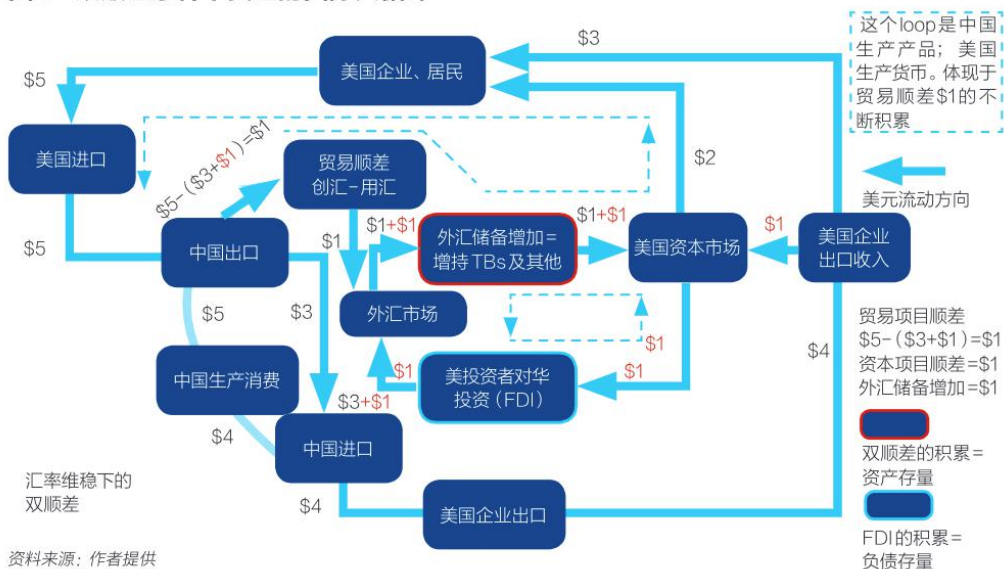 $3
这个loop是中国
生产产品；美国
生产货币。体现于
贸易顺差$1的不
断积累
美国企业、居民
$5
美国进口
$5-($3+$1)=$1
贸易顺差
创汇-用汇
$2
美元流动方向
$1+$1
外汇储备增加=
增持TBs及其他
$1+$1
美国资本市场
$1
美国企业
出口收入
$5
中国出口
$1
$3
外汇市场
$5
$1
$4
贸易项目顺差
$5-($3+$1)=$1
资本项目顺差=$1
外汇储备增加=$1
中国生产消费
$1
美投资者对华
投资（FDI）
$1
$3+$1
$4
中国进口
双顺差的积累=
资产存量
汇率维稳下的
双顺差
$4
美国企业出口
FDI的积累=
负债存量
资料来源：作者提供